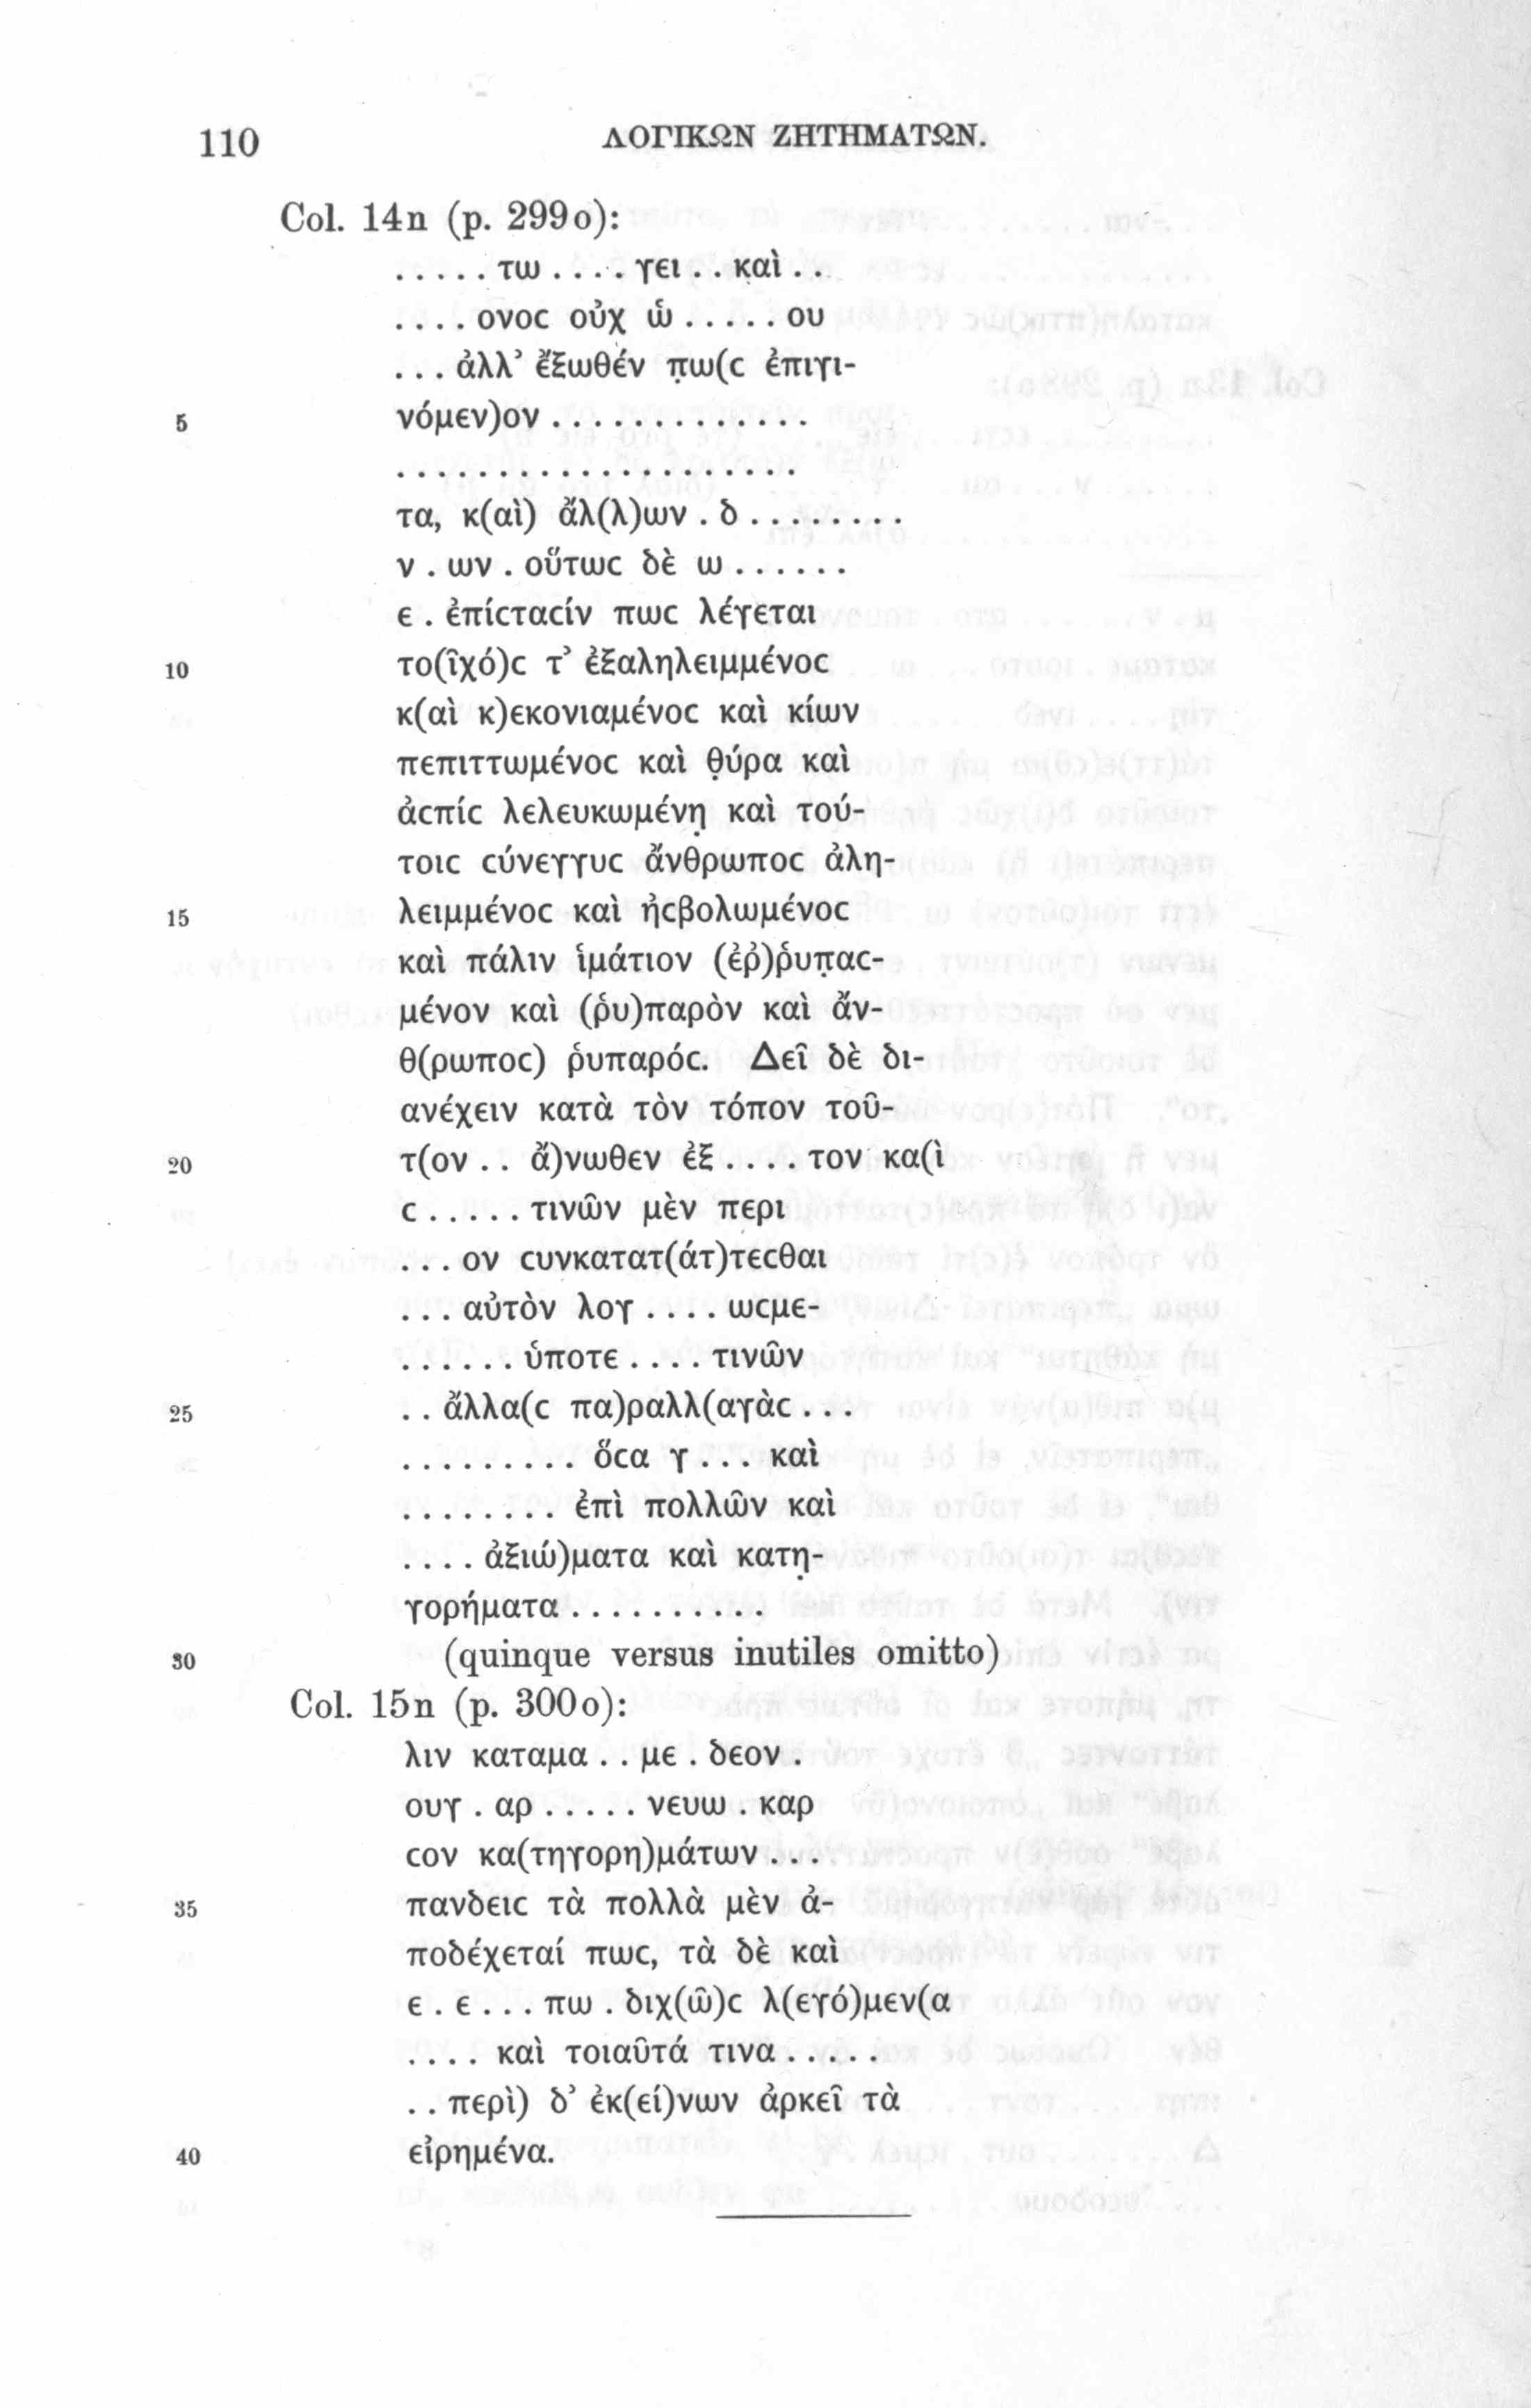 110
ΛΟΓΙΚΩΝ ΖΗΤΗΜΑΤΩΝ.
Col. 14n (p. 299o):
. . . . . τω . . . . γει . . καὶ . .
. . . . ονοϲ οὐχ ὡ . . . . . ου
. . . ἀλλ’ ἔξωθέν πω(ϲ ἐπιγι-
5 νόμεν)ον . . . . . . . . . . . . .
. . . . . . . . . . . . . . . . . . . .
τα, κ(αὶ) ἄλ(λ)ων . δ . . . . . . . .
ν . ων . οὕτωϲ δὲ ω . . . . . .
ε . ἐπίϲταϲίν πωϲ λέγεται
10 το(ῖχό)ϲ τ’ ἐξαληλειμμένοϲ
κ(αὶ κ)εκονιαμένοϲ καὶ κίων
πεπιττωμένοϲ καὶ θύρα καὶ
ἀϲπίϲ λελευκωμένη καὶ τού-
τοιϲ ϲύνεγγυϲ ἄνθρωποϲ ἀλη-
15 λειμμένοϲ καὶ ἠϲβολωμένοϲ
καὶ πάλιν ἱμάτιον (ἐῤ)ῥυπαϲ-
μένον καὶ (ῥυ)παρὸν καὶ ἄν-
θ(ρωποϲ) ῥυπαρόϲ. Δεῖ δὲ δι-
ανέχειν κατὰ τὸν τόπον τοῦ-
20 τ(ον . . ἄ)νωθεν ἐξ . . . . τον κα(ὶ
ϲ . . . . . . τινῶν μὲν περι
. . . ον ϲυνκατατ(άτ)τεϲθαι
. . . αὐτὸν λογ . . . . ωϲμε-
. . . . . . ὑποτε . . . . τινῶν
25 . . ἄλλα(ϲ πα)ραλλ(αγὰϲ . . .
. . . . . . . . . ὅϲα γ . . . καὶ
. . . . . . . . ἐπὶ πολλῶν καὶ
. . . . ἀξιώ)ματα καὶ κατη-
γορήματα . . . . . . . . . .
30 (quinque versus inutiles omitto)
Col. 15n (p. 300o):
λιν καταμα . . με . δεον .
ουγ . αρ . . . . . νευω . καρ
ϲον κα(τηγορη)μάτων . . .
35 πανδειϲ τὰ πολλὰ μὲν ἀ-
ποδέχεταί πωϲ, τὰ δὲ καὶ
ε . ε . . . πω . διχ(ῶ)ϲ λ(εγό)μεν(α
. . . . καὶ τοιαῦτά τινα . . . . .
. . περὶ) δ’ ἐκ(εί)νων ἀρκεῖ τὰ
40 εἰρημένα.